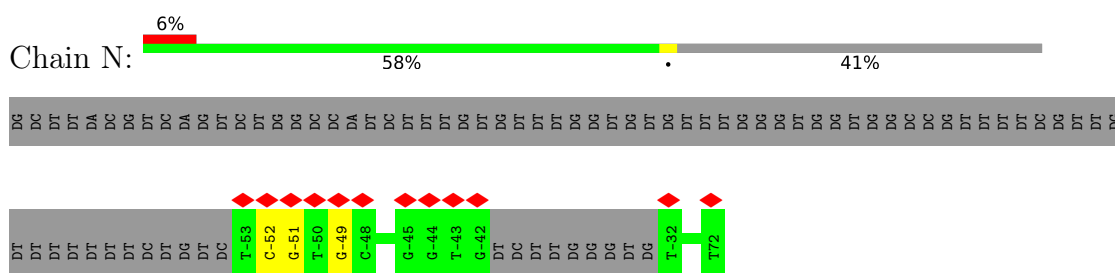 6%
Chain N:
58% • 41%
DG DC DT DT DA DC DG DT DC DA DG DT DC DT DG DG DC DC DA DT DC DT DT DT DG DT DG DT DT DT DG DG DT DG DT DG DT DT DT DG DG DG DT DG DG DT DG DG DC DC DG DT DT DT DT DC DG DT DT DG
DT DT DT DT DT DT DT DC DT DG DT DC T-53 C-52 G-51 T-50 G-49 C-48 G-45 G-44 T-43 G-42 DT DC DT DT DG DG DG DT DG T-32 T72